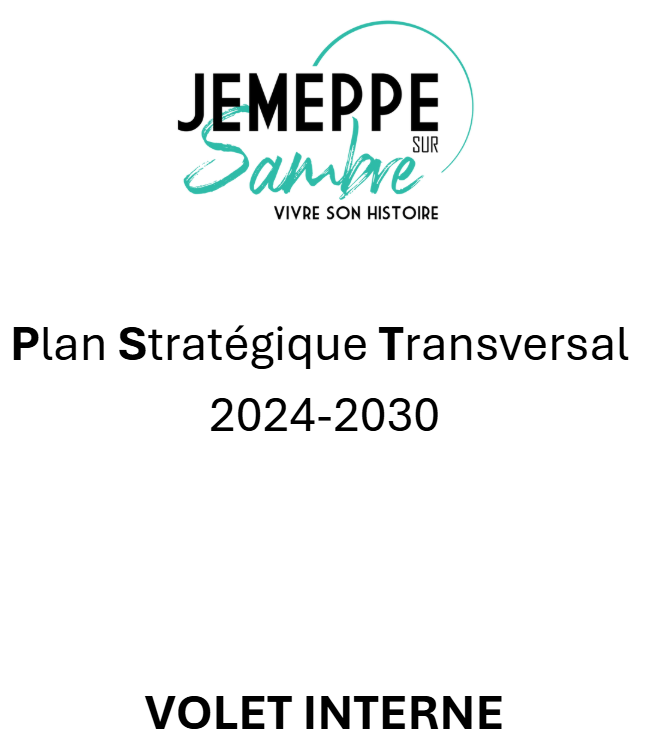 JEMEPPE
SUR
Sambre
VIVRE SON HISTOIRE
Plan Stratégique Transversal
2024-2030
VOLET INTERNE